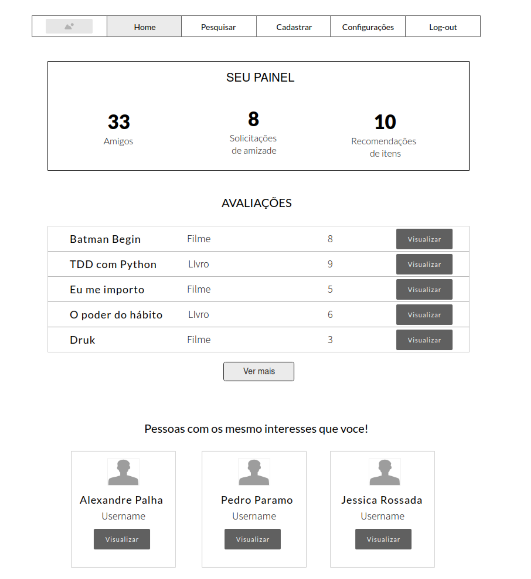 Home Pesquisar Cadastrar Configurações Log-out
SEU PAINEL
33 8 10
Amigos Solicitações de amizade Recomendações de itens
AVALIAÇÕES
Batman Begin Filme 8 Visualizar
TDD com Python LIvro 9 Visualizar
Eu me importo Filme 5 Visualizar
O poder do hábito LIvro 6 Visualizar
Druk Filme 3 Visualizar
Ver mais
Pessoas com os mesmo interesses que voce!
Alexandre Palha Pedro Paramo Jessica Rossada
Username Username Username
Visualizar Visualizar Visualizar